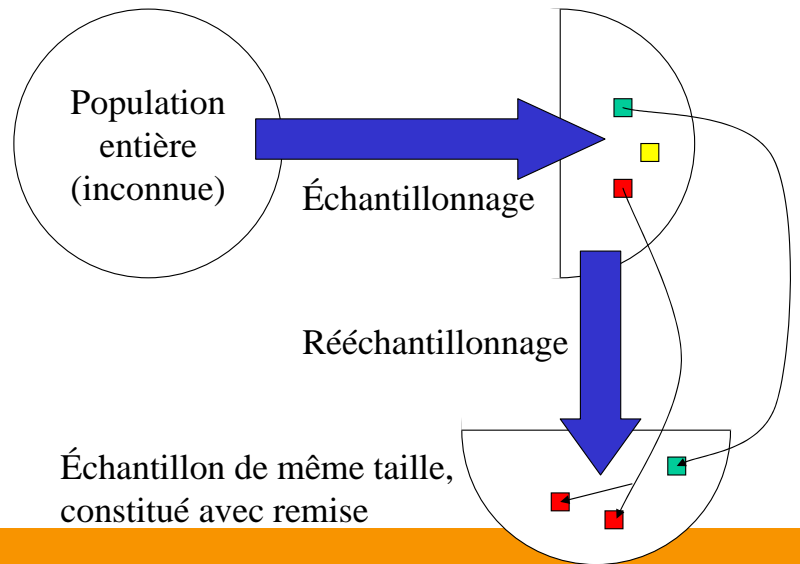 Population
entière
(inconnue)
Échantillonnage
Rééchantillonnage
Échantillon de même taille,
constitué avec remise